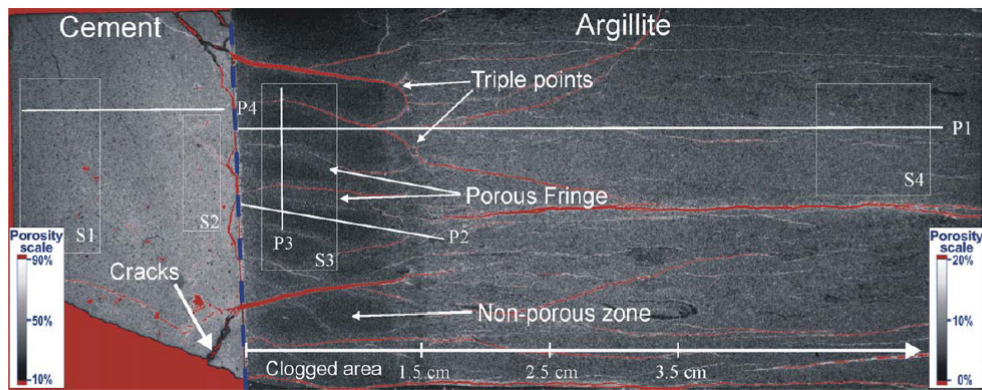 Cement
Argillite
Triple points
P4
P1
S1
S2
S4
Porous Fringe
P3
P2
S3
Porosity
scale
90%
50%
10%
Porosity
scale
20%
10%
0%
Cracks
Non-porous zone
Clogged area
1.5 cm
2.5 cm
3.5 cm